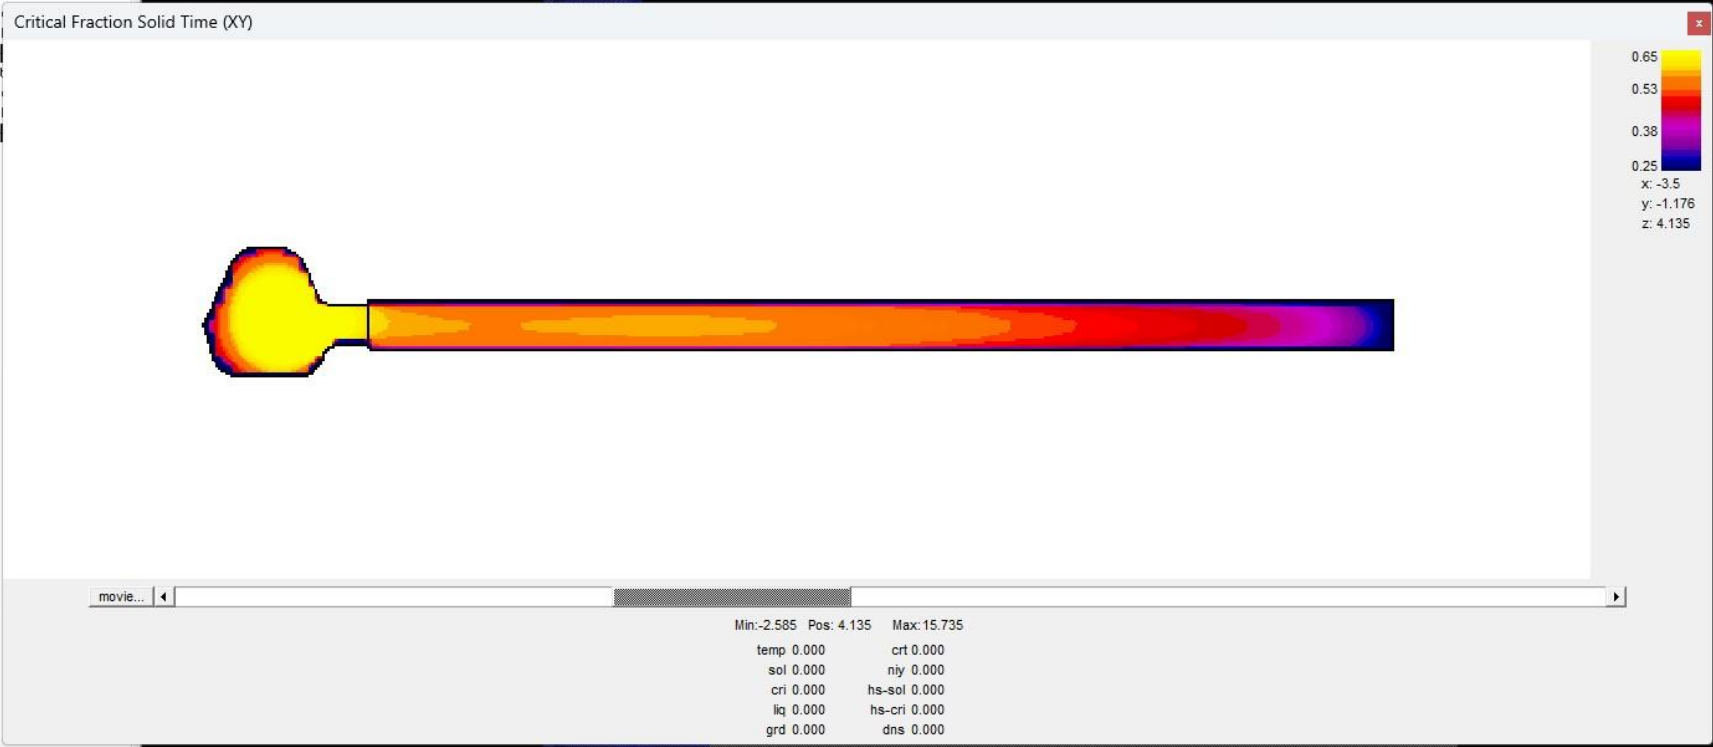 Critical Fraction Solid Time (XY)
x
0.65
0.53
0.38
0.25
x: -3.5
y: -1.176
z: 4.135
movie...
Min:-2.585 Pos: 4.135 Max:15.735
temp 0.000 crt 0.000
sol 0.000 niy 0.000
cri 0.000 hs-sol 0.000
liq 0.000 hs-cri 0.000
grd 0.000 dns 0.000